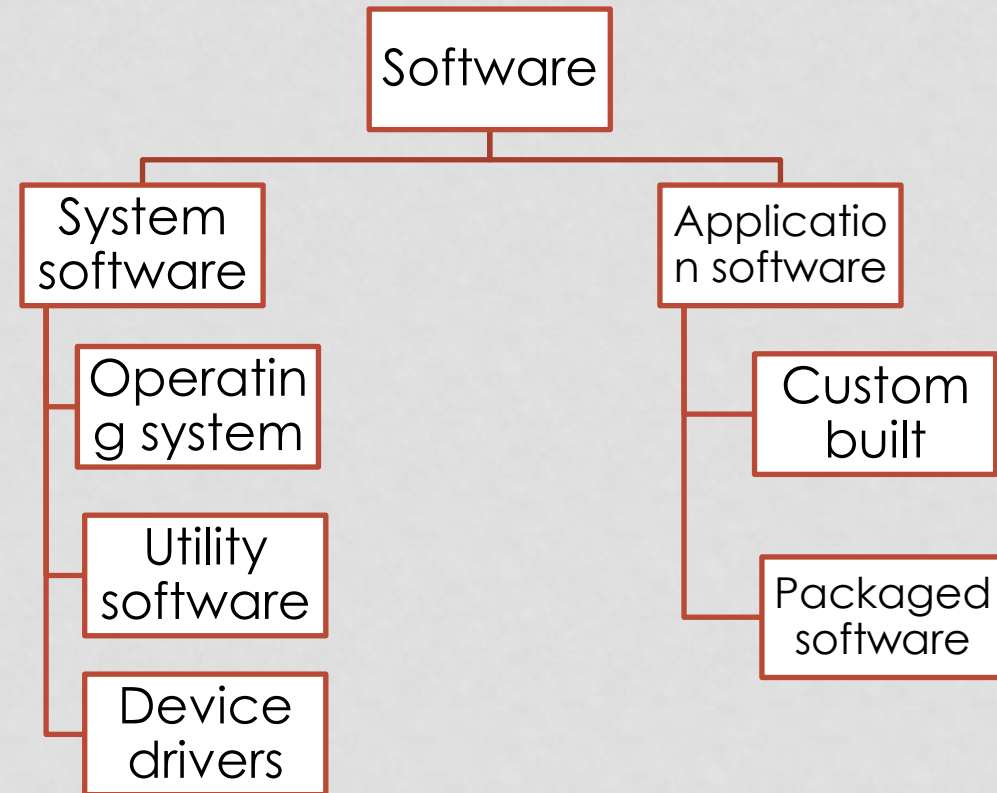 Software
System
software
Applicatio
n software
Operatin
g system
Custom
built
Utility
software
Packaged
software
Device
drivers